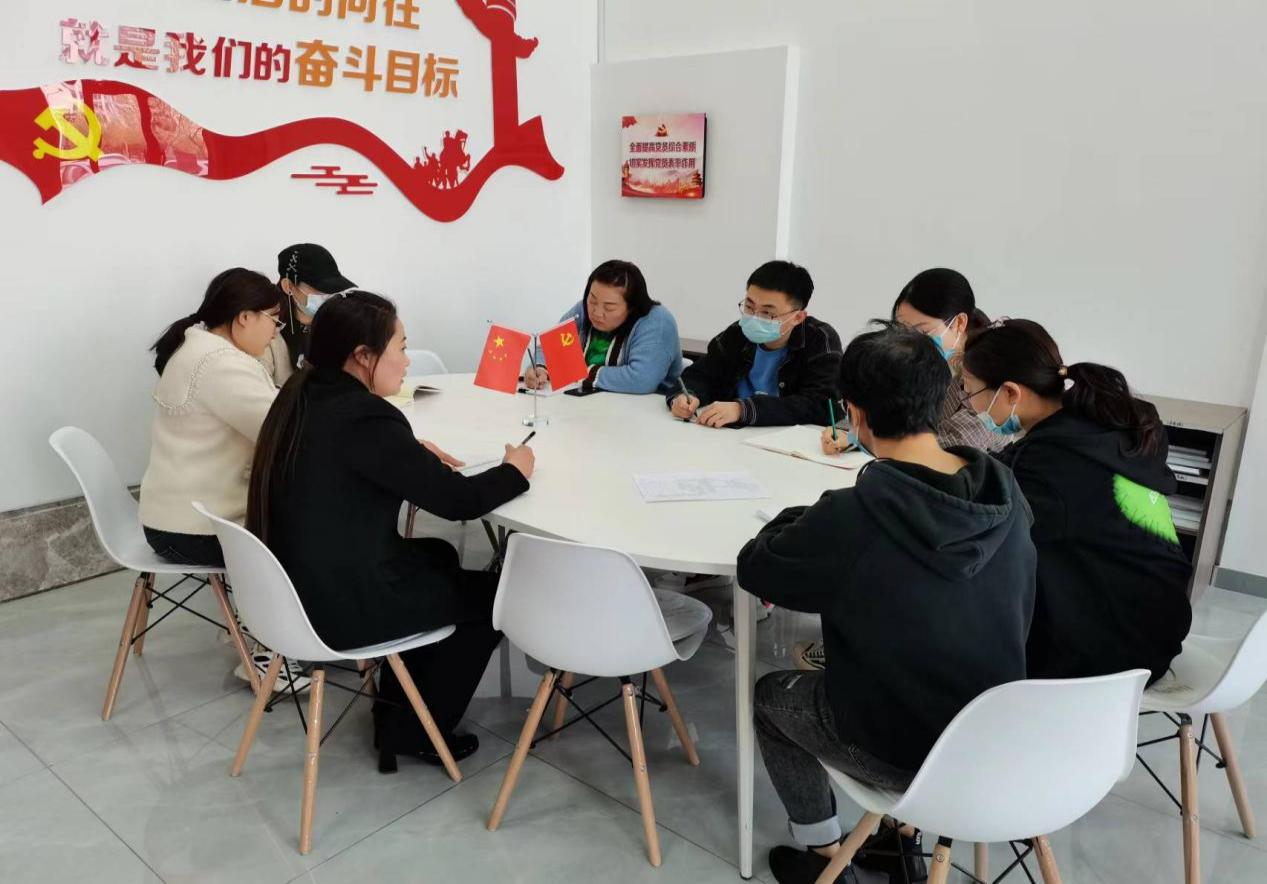 的向往
就是我们的奋斗目标
全面提高党员综合素质
切实发挥党员表率作用